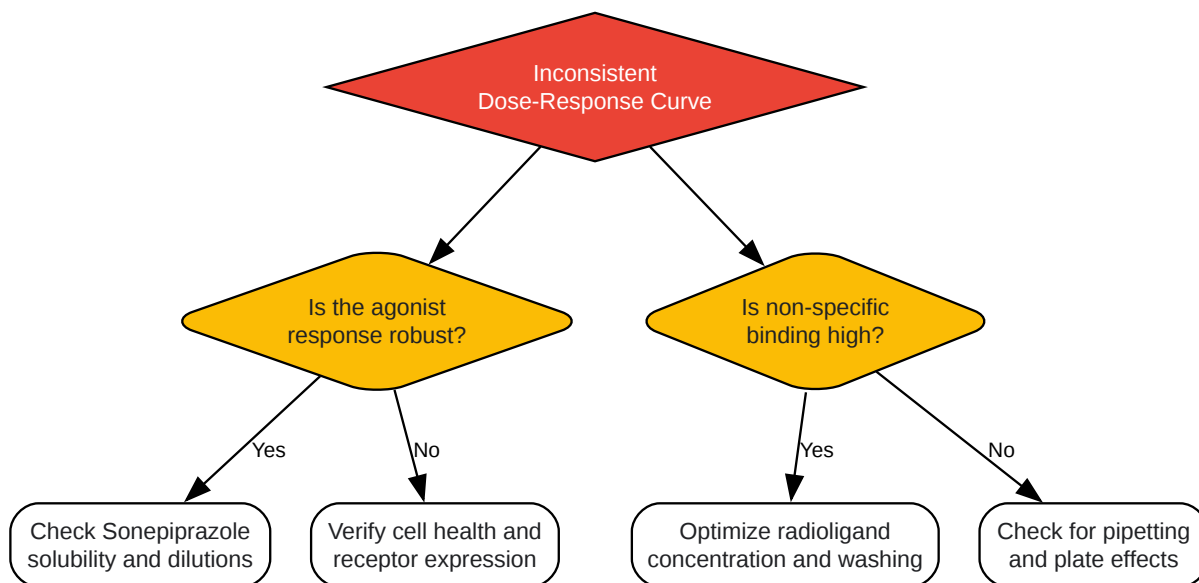 Inconsistent
Dose-Response Curve
Is the agonist
response robust?
Is non-specific
binding high?
Yes
No
Yes
No
Check Sonepiprazole
solubility and dilutions
Verify cell health and
receptor expression
Optimize radioligand
concentration and washing
Check for pipetting
and plate effects